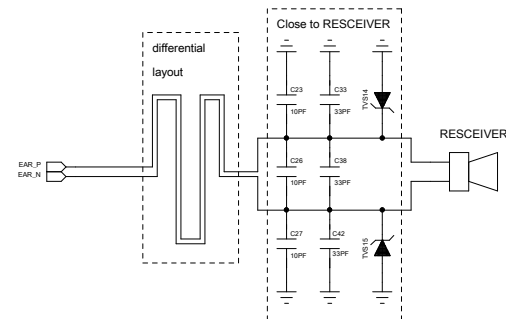 Close to RESCEIVER
differential
layout
C23
10PF
C33
33PF
TVS14
RESCEIVER
EAR_P
EAR_N
C26
10PF
C38
33PF
C27
10PF
C42
33PF
TVS15